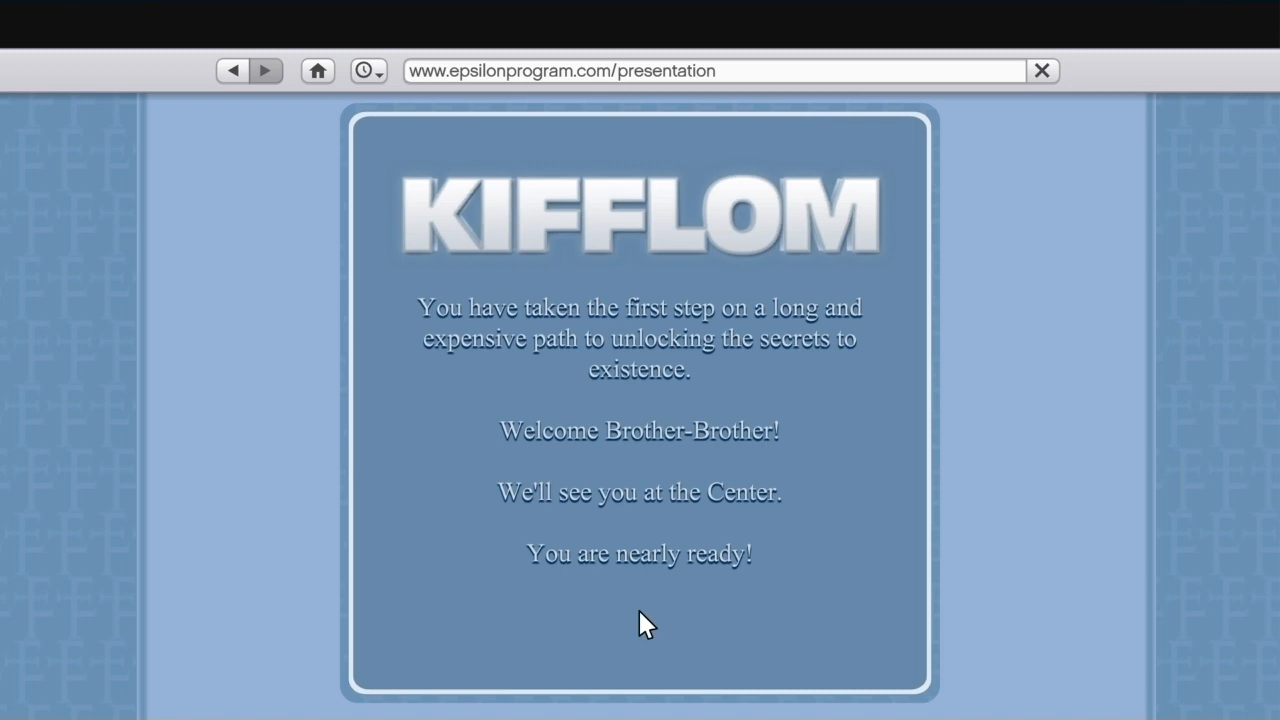 www.epsilonprogram.com/presentation
KIFFLOM
You have taken the first step on a long and
expensive path to unlocking the secrets to
existence.
Welcome Brother-Brother!
We'll see you at the Center.
You are nearly ready!